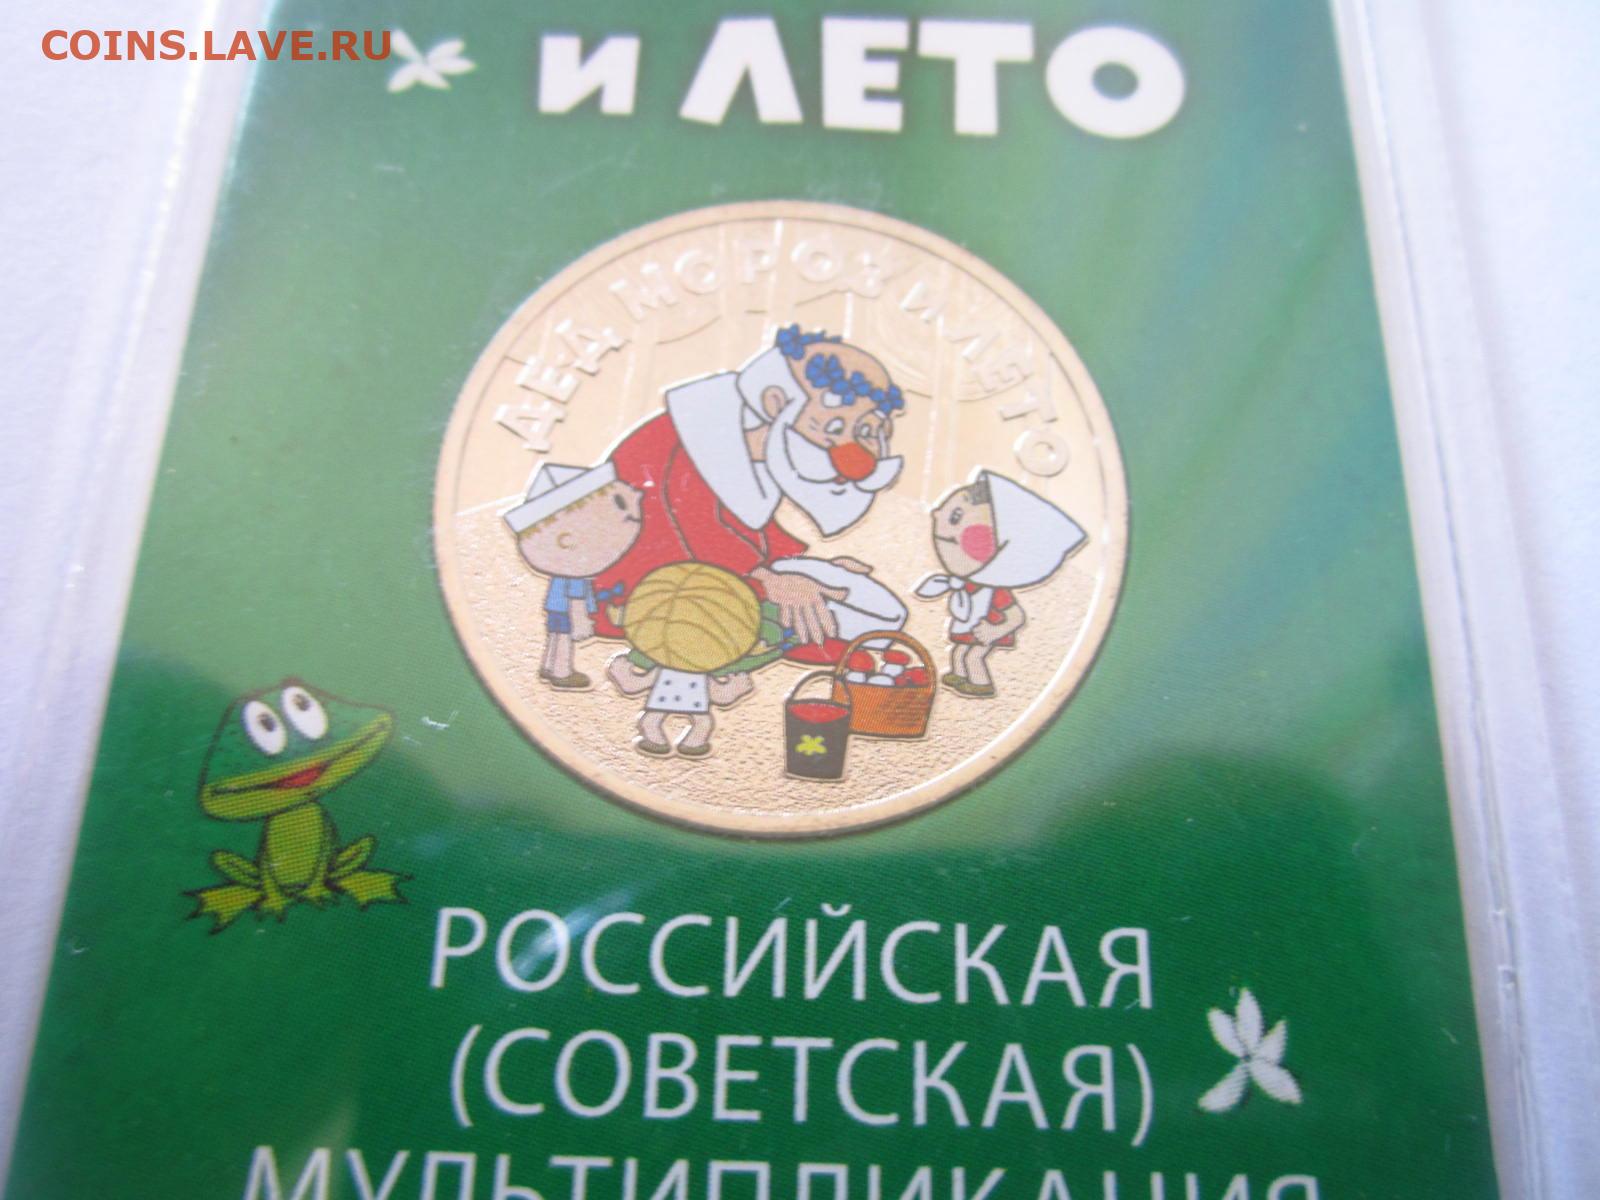 COINS.LAVE.RU
И ЛЕТО
ДЕД МОРОЗ И ЛЕТО
РОССИЙСКАЯ
(СОВЕТСКАЯ)
МУЛЬТИПЛИКАЦИЯ